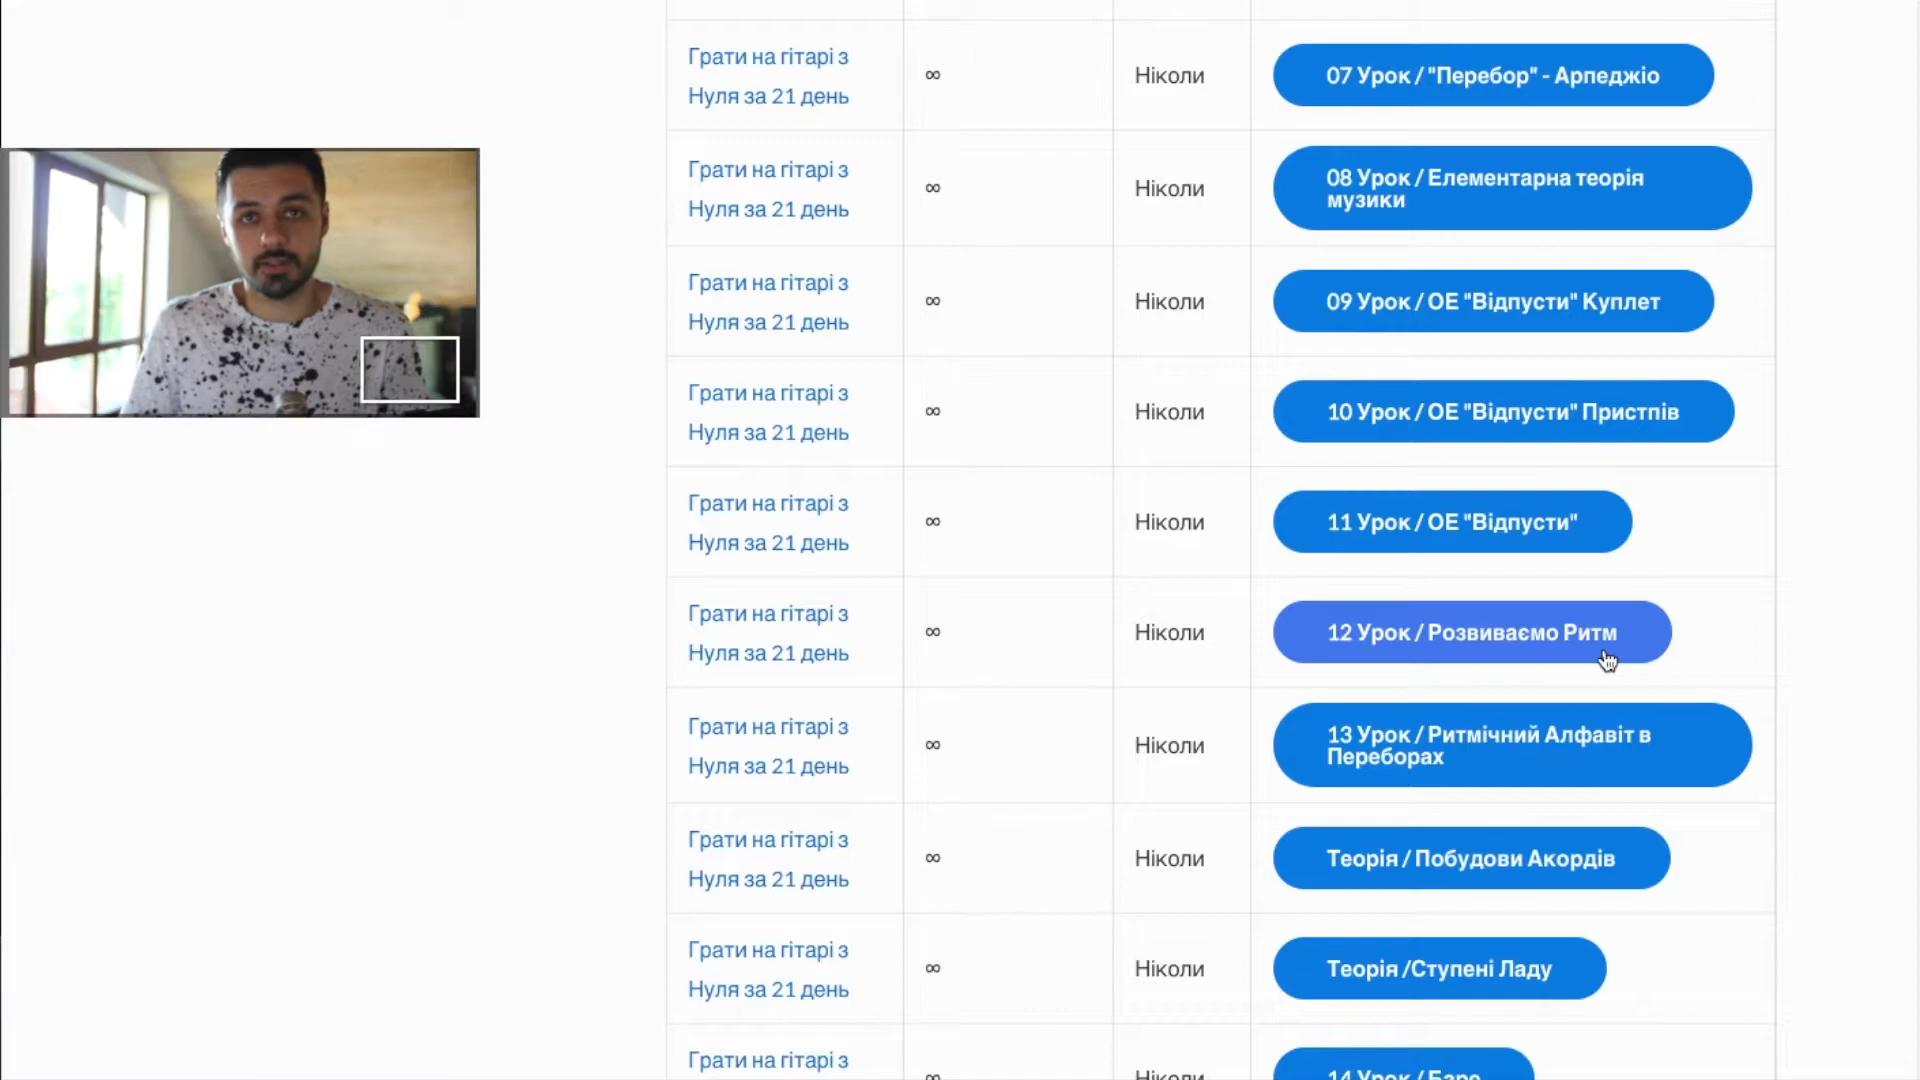 Грати на гітарі з
Нуля за 21 день
∞
Ніколи
07 Урок / "Перебор" - Арпеджіо
Грати на гітарі з
Нуля за 21 день
∞
Ніколи
08 Урок / Елементарна теорія
музики
Грати на гітарі з
Нуля за 21 день
∞
Ніколи
09 Урок / ОЕ "Відпусти" Куплет
Грати на гітарі з
Нуля за 21 день
∞
Ніколи
10 Урок / ОЕ "Відпусти" Пристпів
Грати на гітарі з
Нуля за 21 день
∞
Ніколи
11 Урок / ОЕ "Відпусти"
Грати на гітарі з
Нуля за 21 день
∞
Ніколи
12 Урок / Розвиваємо Ритм
Грати на гітарі з
Нуля за 21 день
∞
Ніколи
13 Урок / Ритмічний Алфавіт в
Переборах
Грати на гітарі з
Нуля за 21 день
∞
Ніколи
Теорія / Побудови Акордів
Грати на гітарі з
Нуля за 21 день
∞
Ніколи
Теорія /Ступені Ладу
Грати на гітарі з
∞
Ніколи
14 Урок / Баре